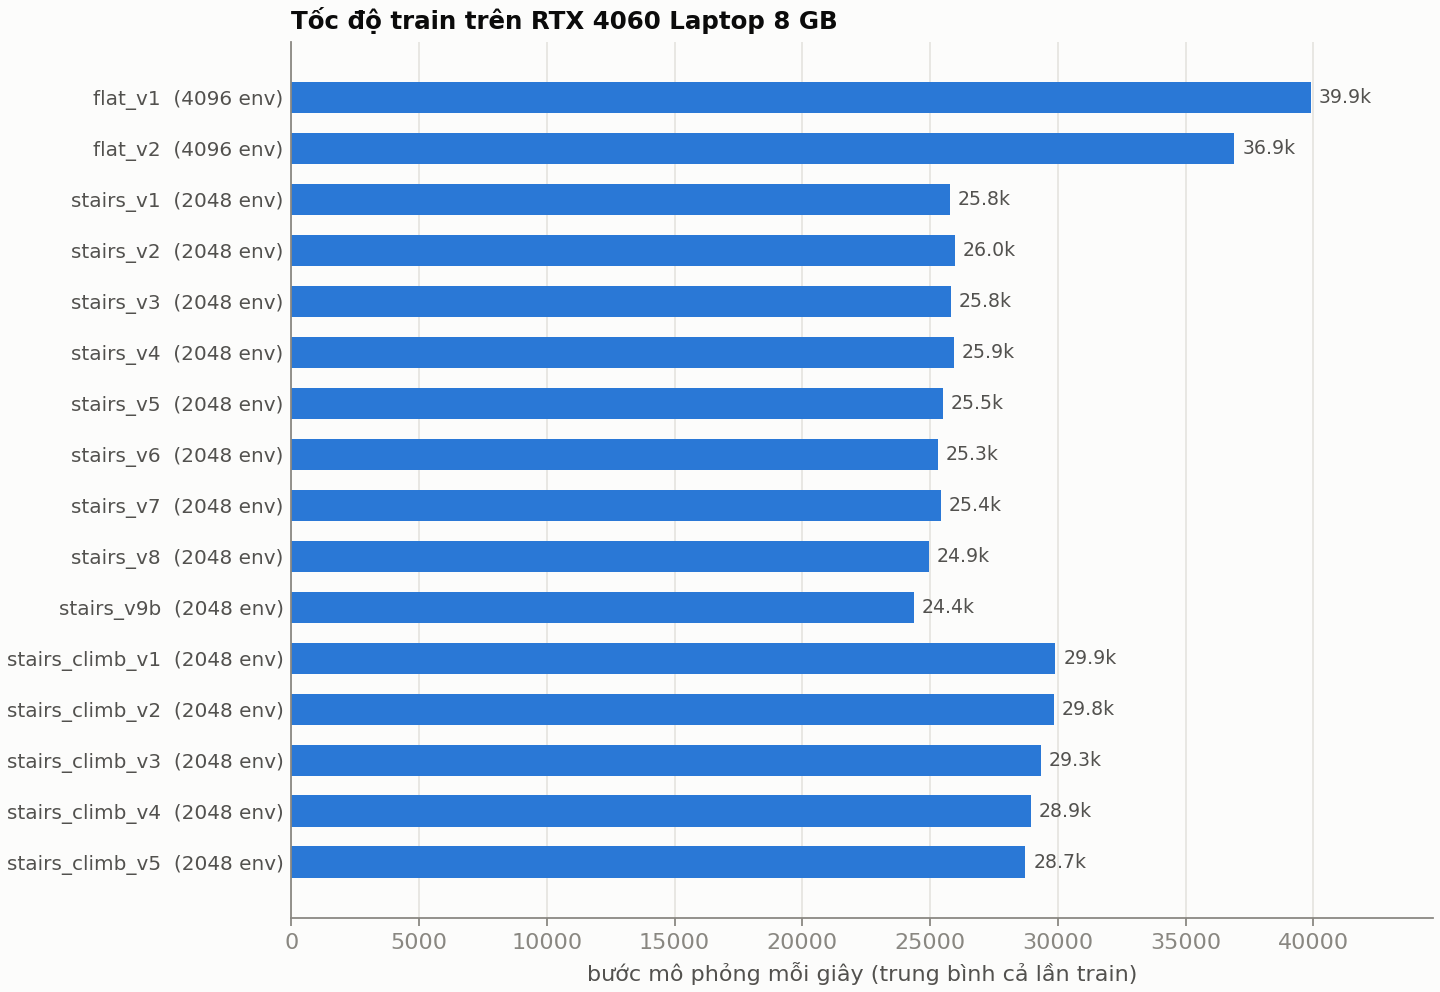 Tốc độ train trên RTX 4060 Laptop 8 GB
flat_v1 (4096 env) 39.9k
flat_v2 (4096 env) 36.9k
stairs_v1 (2048 env) 25.8k
stairs_v2 (2048 env) 26.0k
stairs_v3 (2048 env) 25.8k
stairs_v4 (2048 env) 25.9k
stairs_v5 (2048 env) 25.5k
stairs_v6 (2048 env) 25.3k
stairs_v7 (2048 env) 25.4k
stairs_v8 (2048 env) 24.9k
stairs_v9b (2048 env) 24.4k
stairs_climb_v1 (2048 env) 29.9k
stairs_climb_v2 (2048 env) 29.8k
stairs_climb_v3 (2048 env) 29.3k
stairs_climb_v4 (2048 env) 28.9k
stairs_climb_v5 (2048 env) 28.7k
0 5000 10000 15000 20000 25000 30000 35000 40000
bước mô phỏng mỗi giây (trung bình cả lần train)